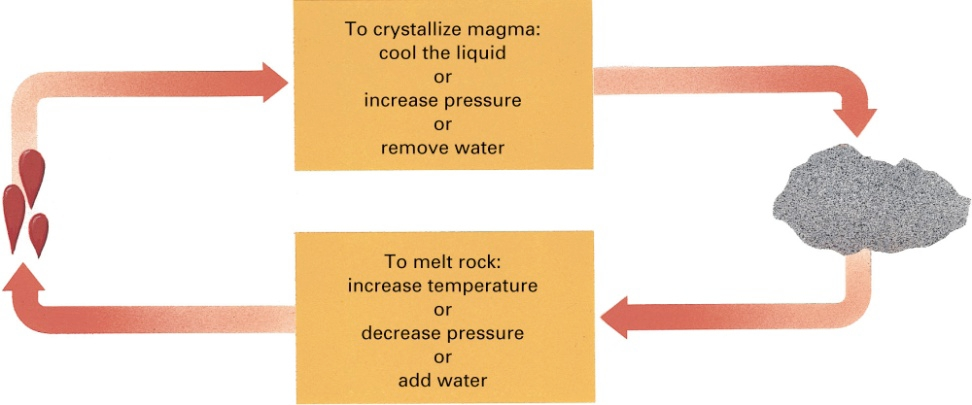 To crystallize magma:
cool the liquid
or
increase pressure
or
remove water
To melt rock:
increase temperature
or
decrease pressure
or
add water